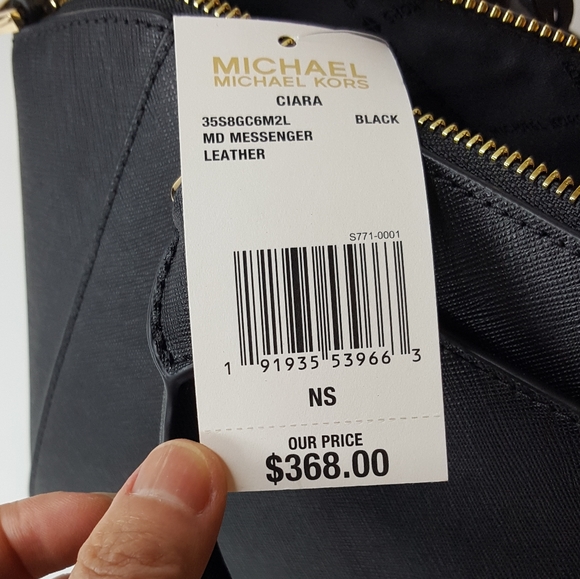 MICHAEL
MICHAEL KORS
CIARA
35S8GC6M2L BLACK
MD MESSENGER
LEATHER
S771-0001
1 91935 53966 3
NS
OUR PRICE
$368.00